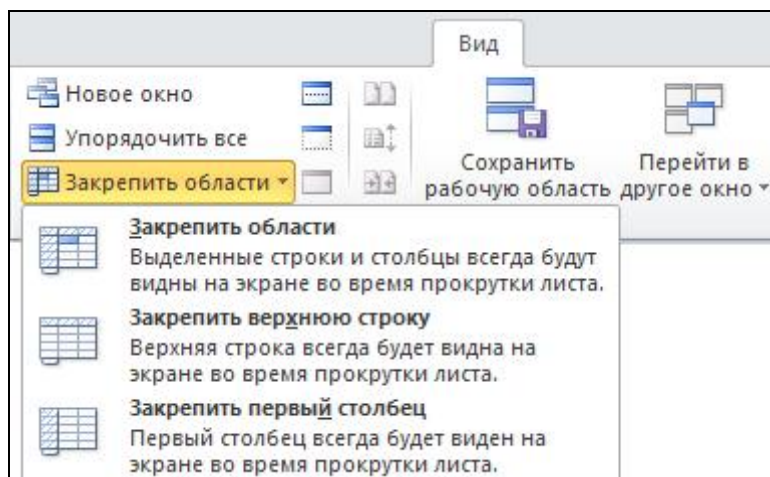 Вид
Новое окно
Упорядочить все
Закрепить области
Сохранить
рабочую область
Перейти в
другое окно
Закрепить области
Выделенные строки и столбцы всегда будут
видны на экране во время прокрутки листа.
Закрепить верхнюю строку
Верхняя строка всегда будет видна на
экране во время прокрутки листа.
Закрепить первый столбец
Первый столбец всегда будет виден на
экране во время прокрутки листа.